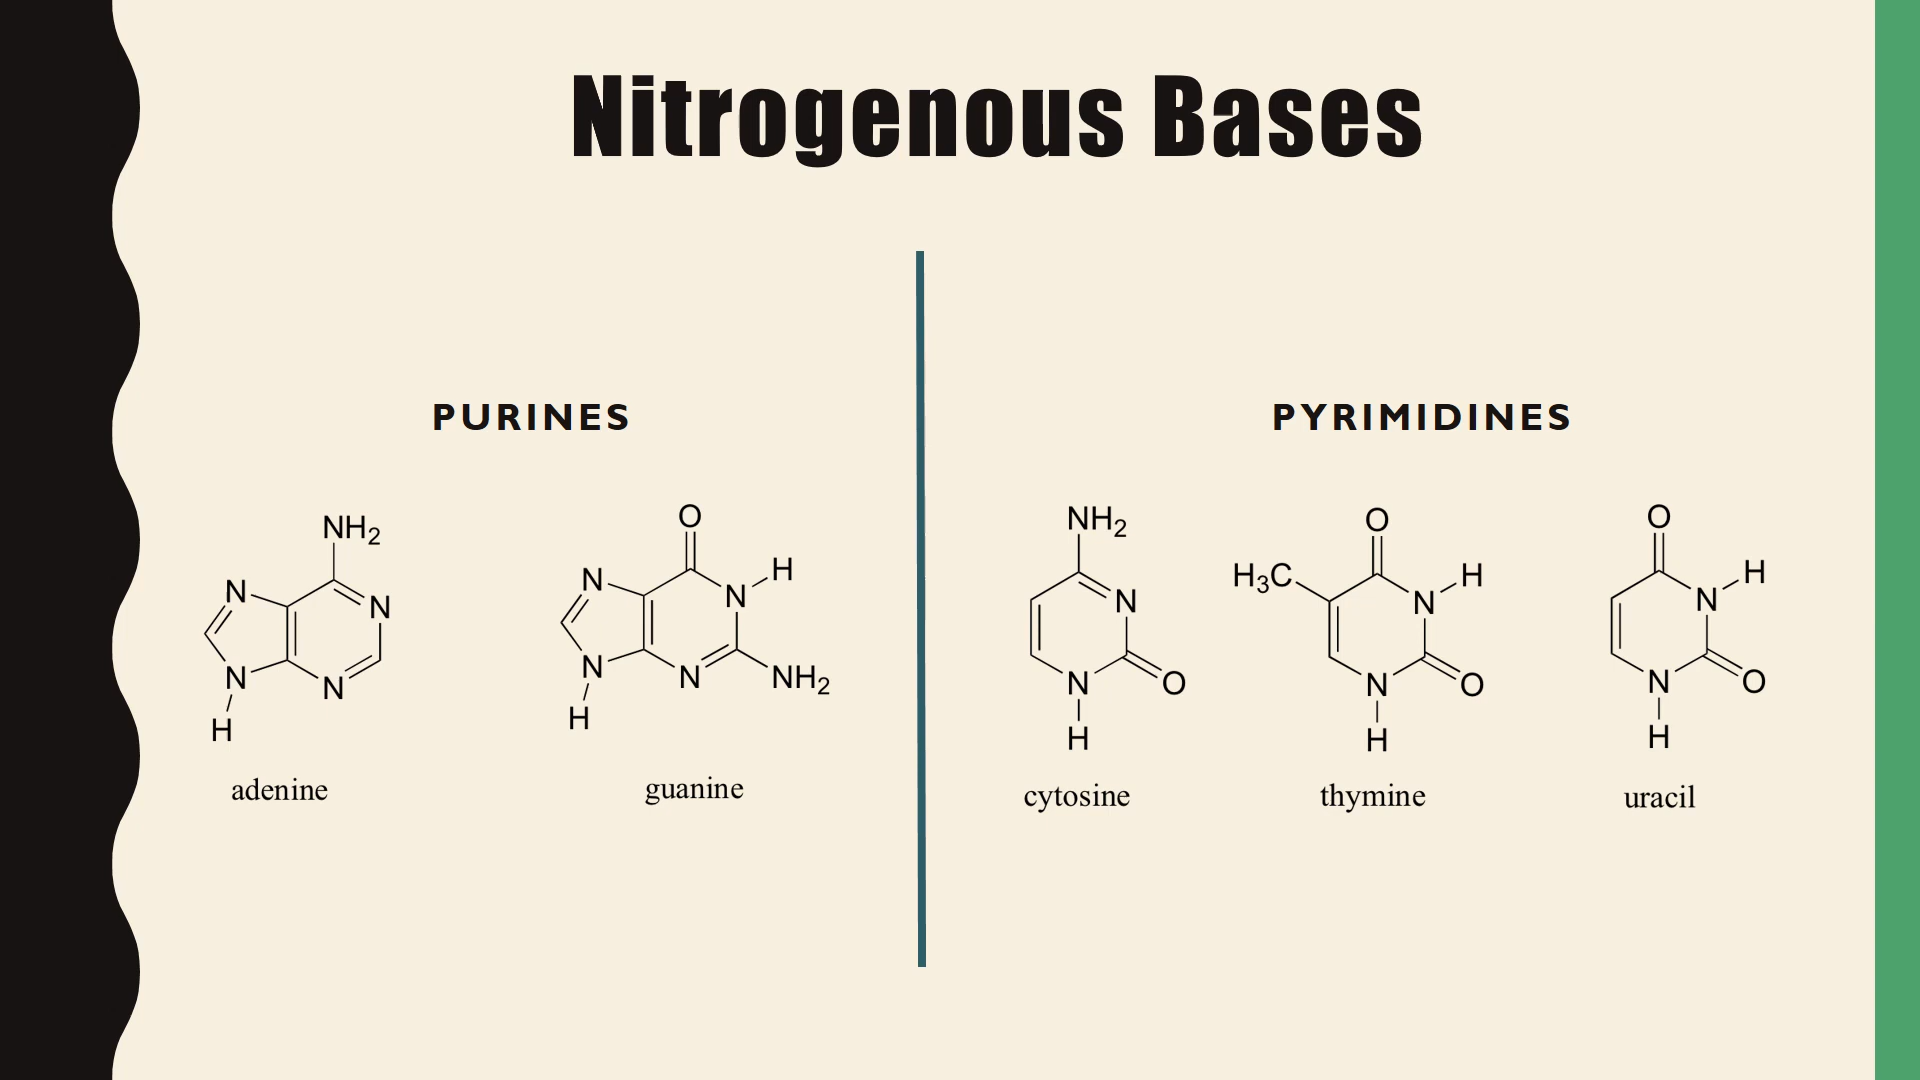 Nitrogenous Bases
PURINES
NH2
N
N
N
N
H
adenine
O
N
H
N
N
N
NH2
H
guanine
PYRIMIDINES
NH2
N
N
O
H
cytosine
O
H3C
H
N
N
O
H
thymine
O
H
N
N
O
H
uracil